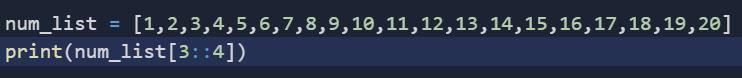 num_list = [1,2,3,4,5,6,7,8,9,10,11,12,13,14,15,16,17,18,19,20]
print(num_list[3::4])